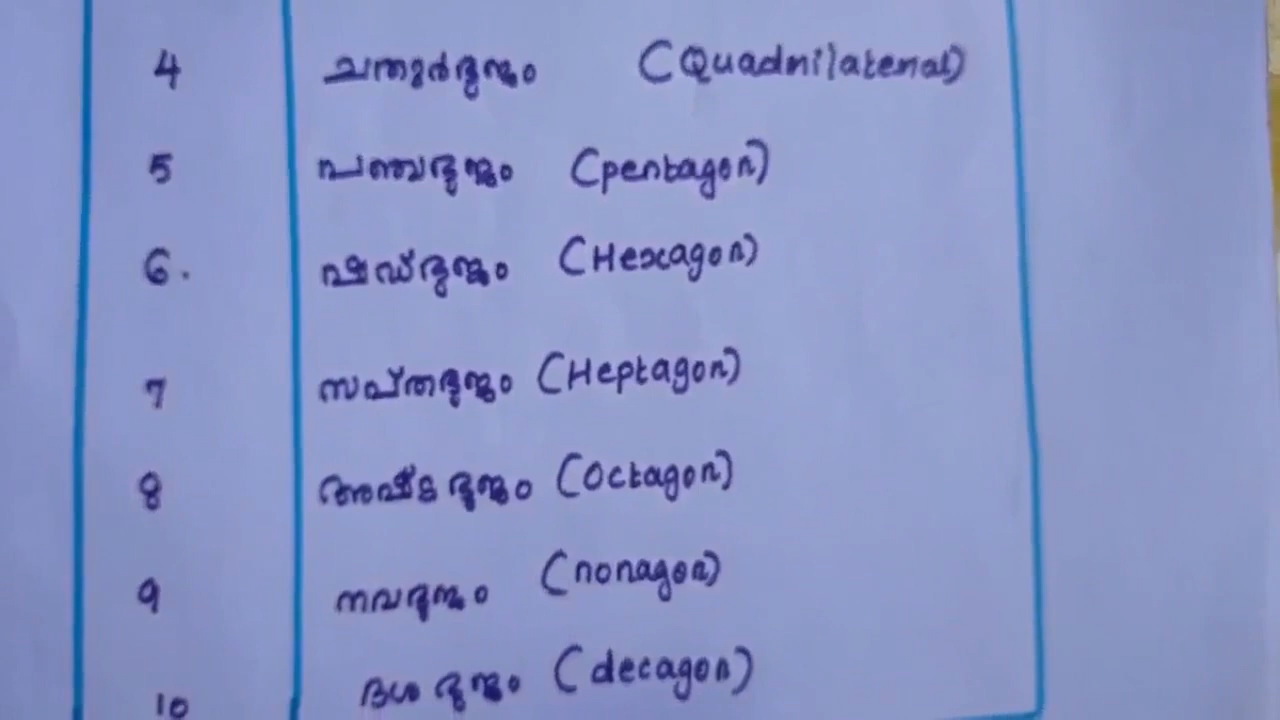 4 ചതുർഭുജം (Quadrilateral)
5 പഞ്ചഭുജം (pentagon)
6. ഷഡ്ഭുജം (Hexagon)
7 സപ്തഭുജം (Heptagon)
8 അഷ്ടഭുജം (Octagon)
9 നവഭുജം (nonagon)
10 ദശഭുജം (decagon)